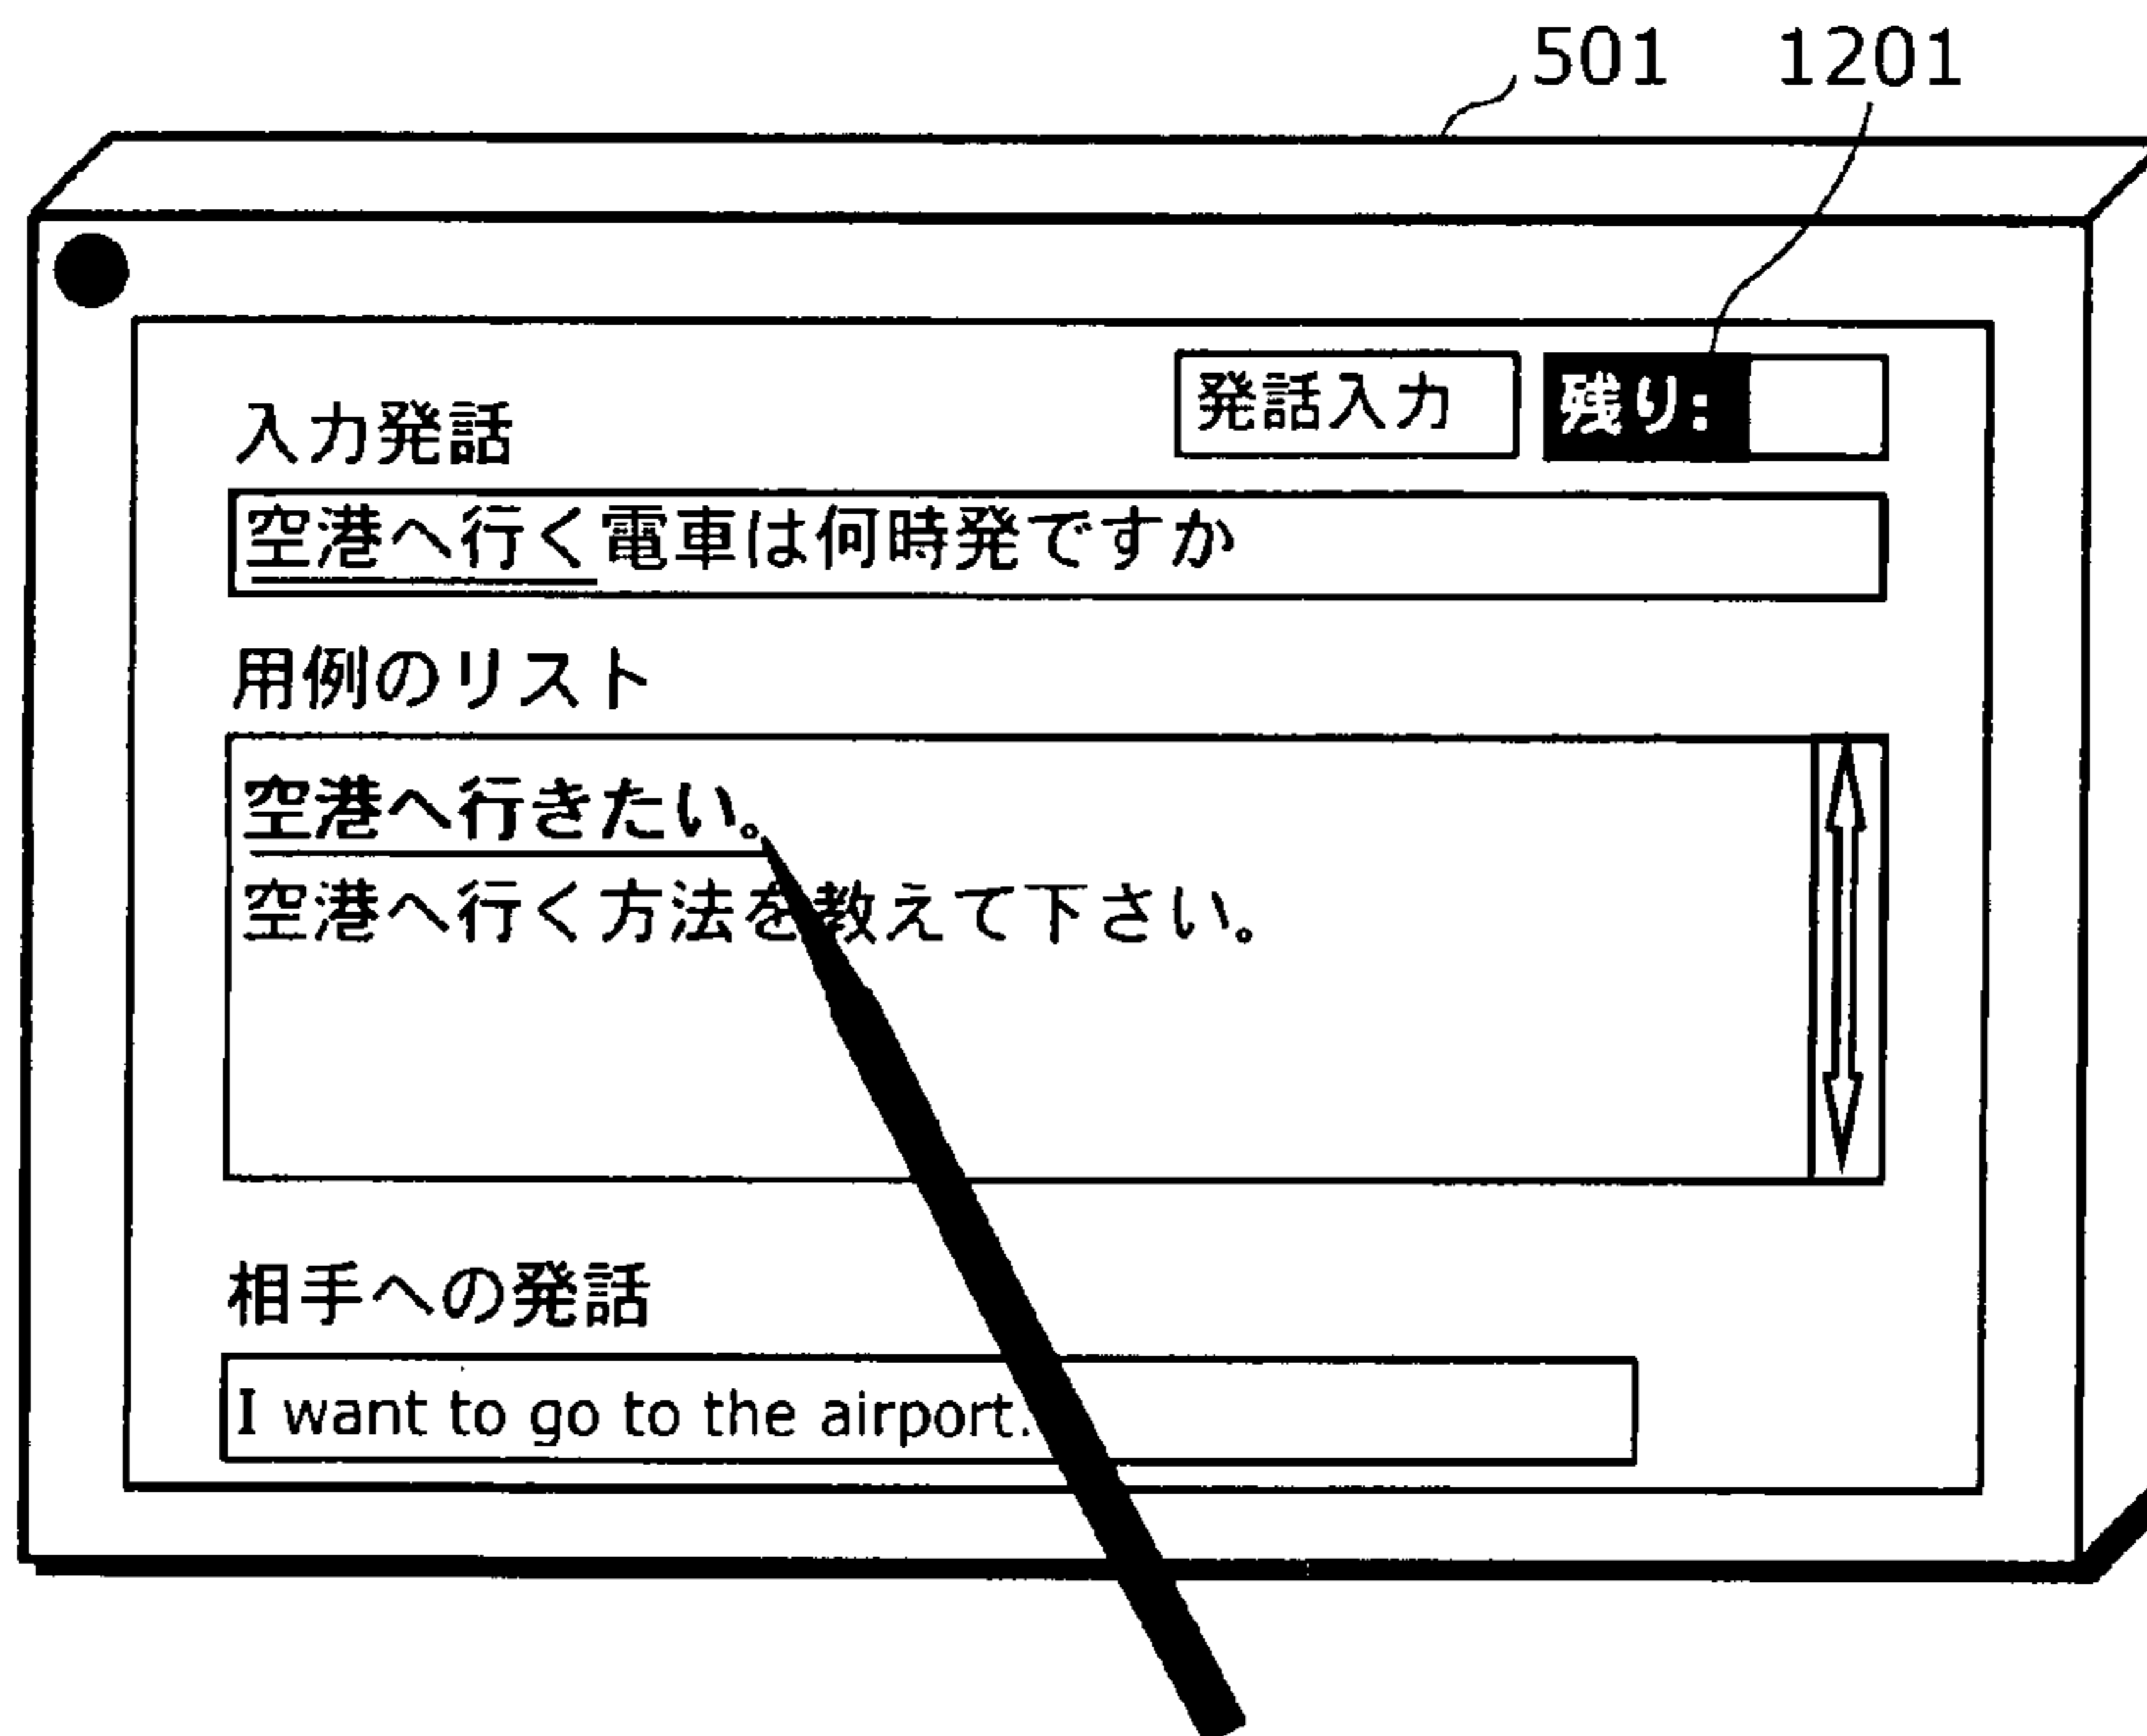 501 1201
発話入力 残り:
入力発話
空港へ行く電車は何時発ですか
用例のリスト
空港へ行きたい。
空港へ行く方法を教えて下さい。
相手への発話
I want to go to the airport.